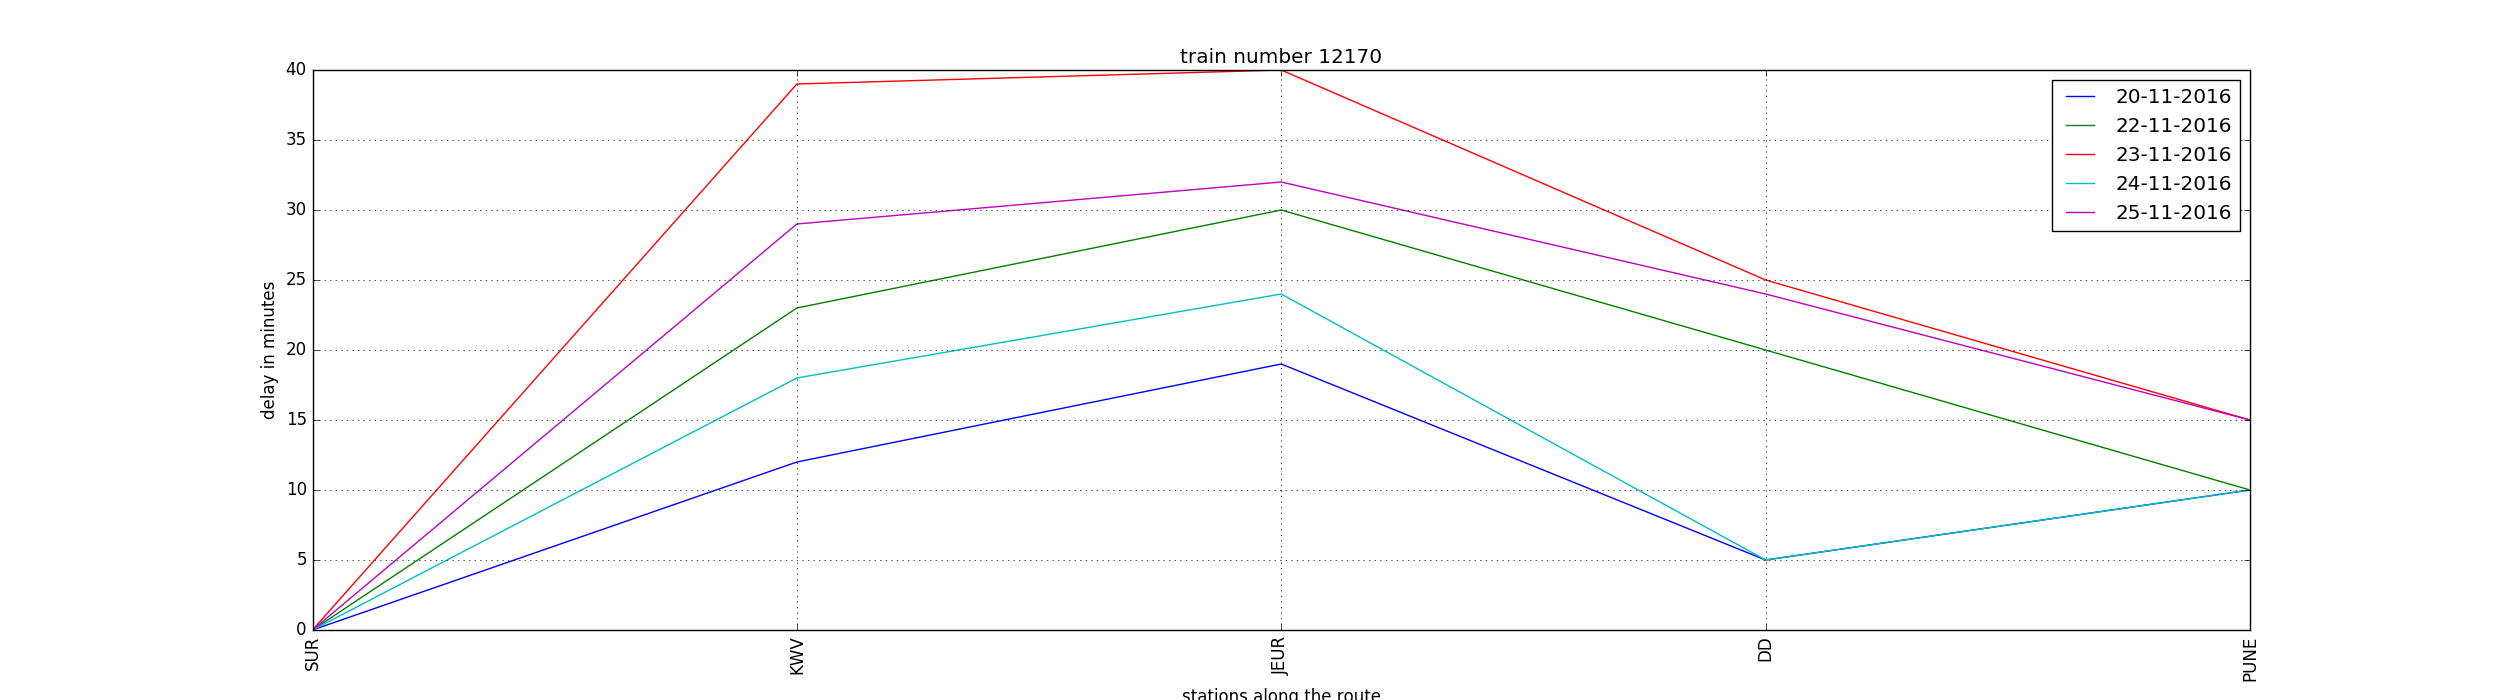 train number 12170
40
35
30
25
20
15
10
5
0
delay in minutes
20-11-2016
22-11-2016
23-11-2016
24-11-2016
25-11-2016
SUR
KWV
JEUR
DD
PUNE
stations along the route